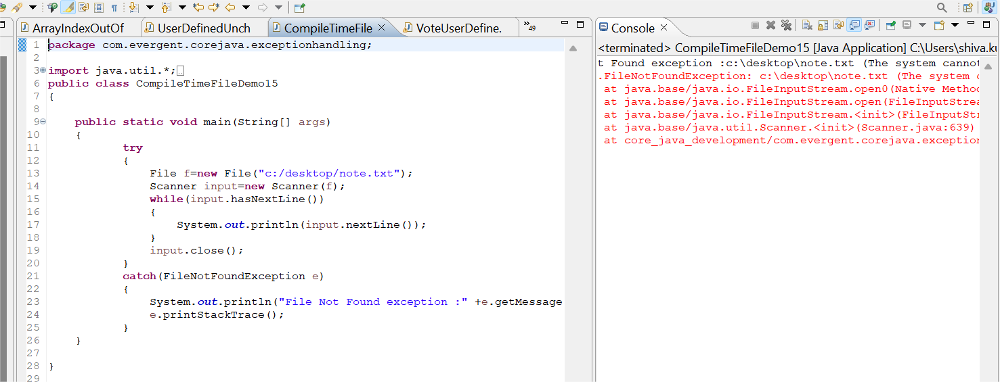 ArrayIndexOutOf UserDefinedUnch CompileTimeFile VoteUserDefine. »49
1 package com.evergent.corejava.exceptionhandling;
2
3 import java.util.*;
6 public class CompileTimeFileDemo15
7 {
8
9 public static void main(String[] args)
10 {
11 try
12 {
13 File f=new File("c:/desktop/note.txt");
14 Scanner input=new Scanner(f);
15 while(input.hasNextLine())
16 {
17 System.out.println(input.nextLine());
18 }
19 input.close();
20 }
21 catch(FileNotFoundException e)
22 {
23 System.out.println("File Not Found exception :" +e.getMessage
24 e.printStackTrace();
25 }
26 }
27
28 }
29
Console
<terminated> CompileTimeFileDemo15 [Java Application] C:\Users\shiva.ku
t Found exception :c:\desktop\note.txt (The system cannot
.FileNotFoundException: c:\desktop\note.txt (The system c
at java.base/java.io.FileInputStream.open0(Native Metho
at java.base/java.io.FileInputStream.open(FileInputStrea
at java.base/java.io.FileInputStream.<init>(FileInputSt
at java.base/java.util.Scanner.<init>(Scanner.java:639)
at core_java_development/com.evergent.corejava.exception